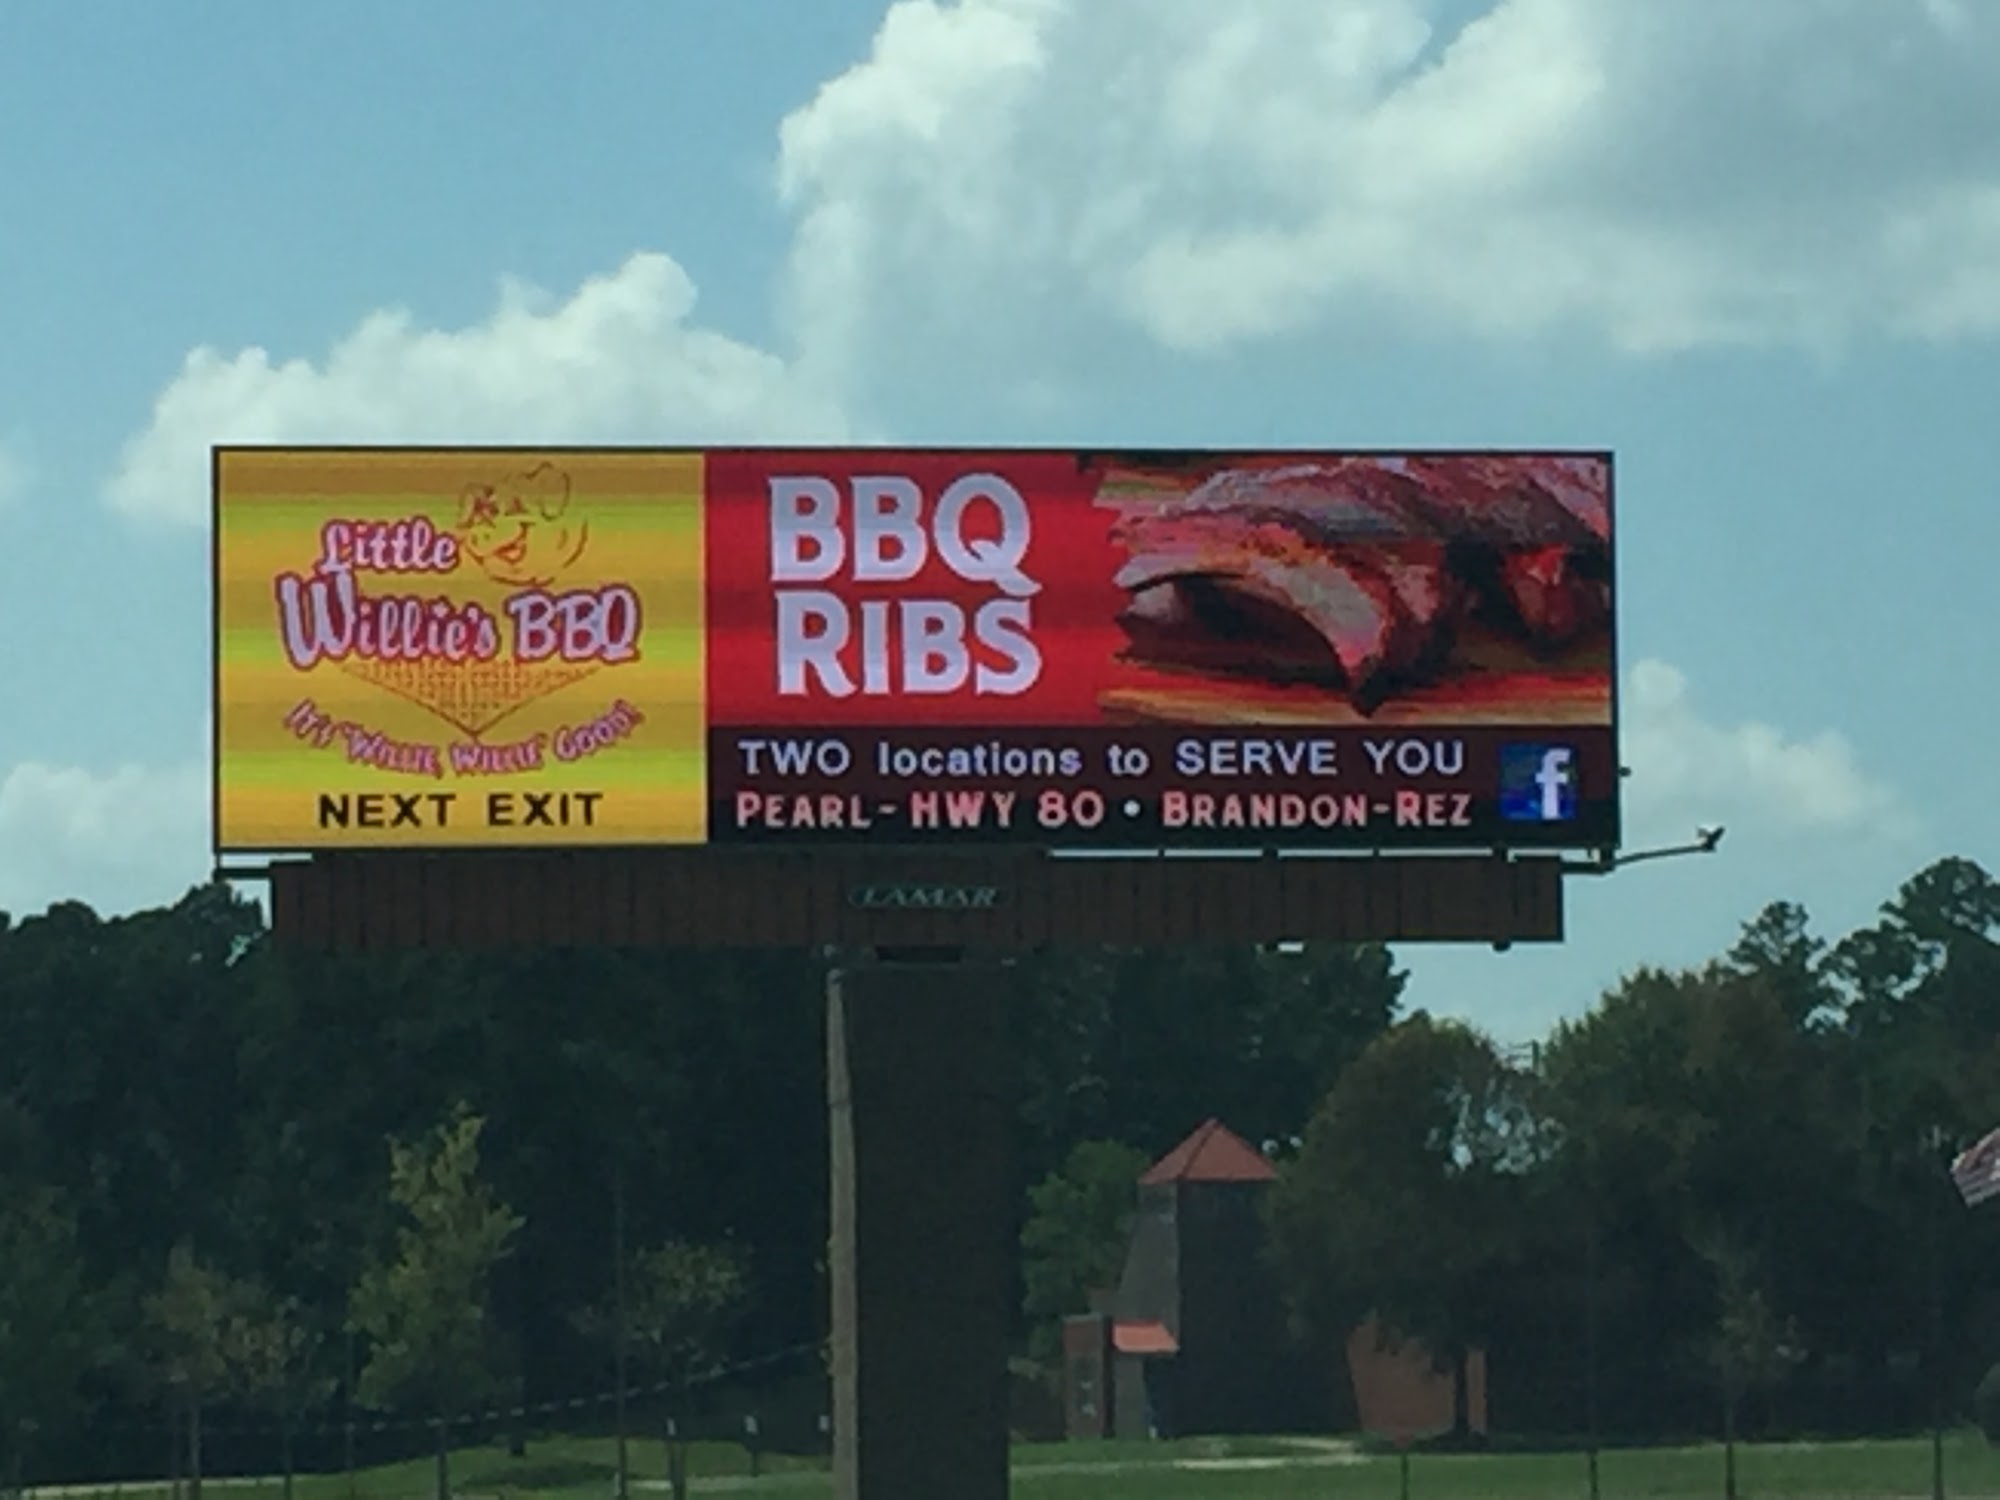 Little
Willie's BBQ
It's "Willie, Willie" Good!
NEXT EXIT
BBQ
RIBS
TWO locations to SERVE YOU
PEARL - HWY 80 • BRANDON-REZ
f
LAMAR